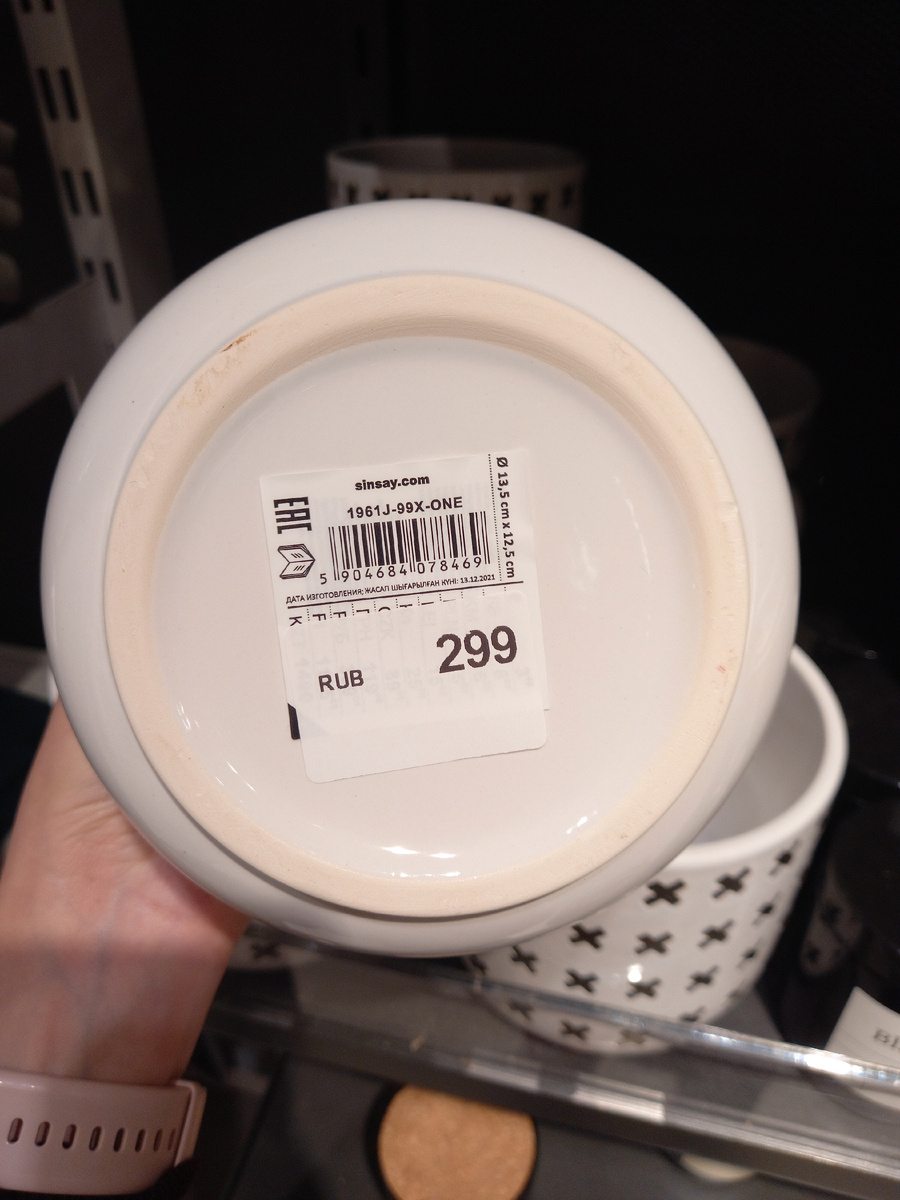 sinsay.com
EAC
1961J-99X-ONE
5 904684 078469
Ø 13,5 cm x 12,5 cm
ДАТА ИЗГОТОВЛЕНИЯ; ЖАСАП ШЫҒАРЫЛҒАН КҮНІ: 13.12.2021
RUB 299